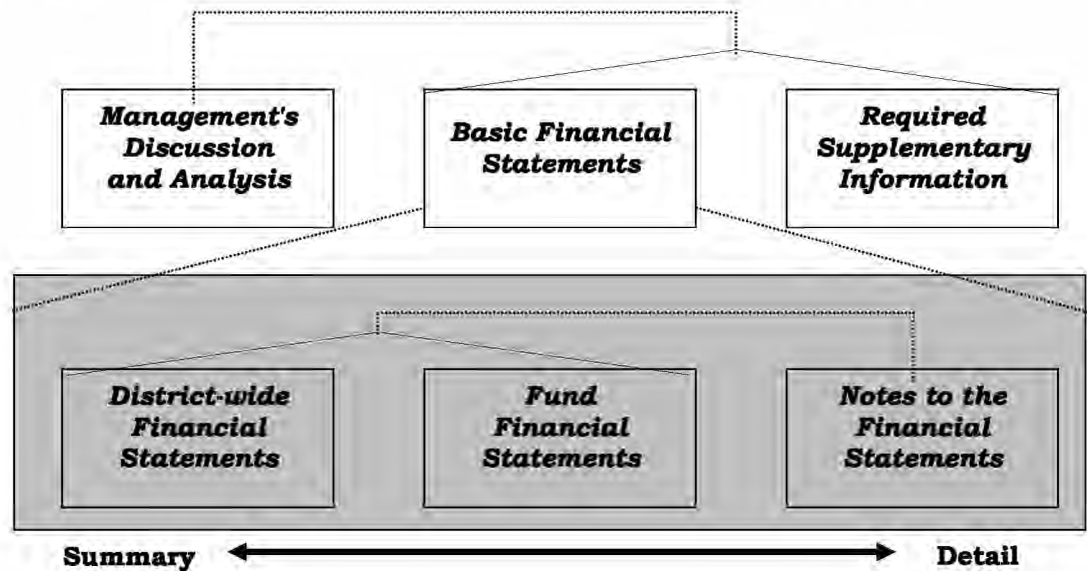 Management's
Discussion
and Analysis
Basic Financial
Statements
Required
Supplementary
Information
District-wide
Financial
Statements
Fund
Financial
Statements
Notes to the
Financial
Statements
Summary
Detail